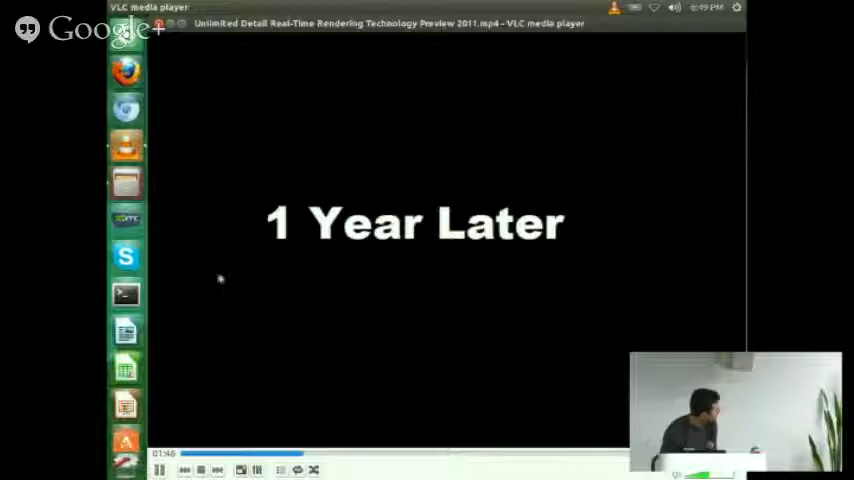 VLC media player
6:49 PM
Google+
Unlimited Detail Real-Time Rendering Technology Preview 2011.mp4 - VLC media player
xbmc
1 Year Later
S
>_
A
01:46